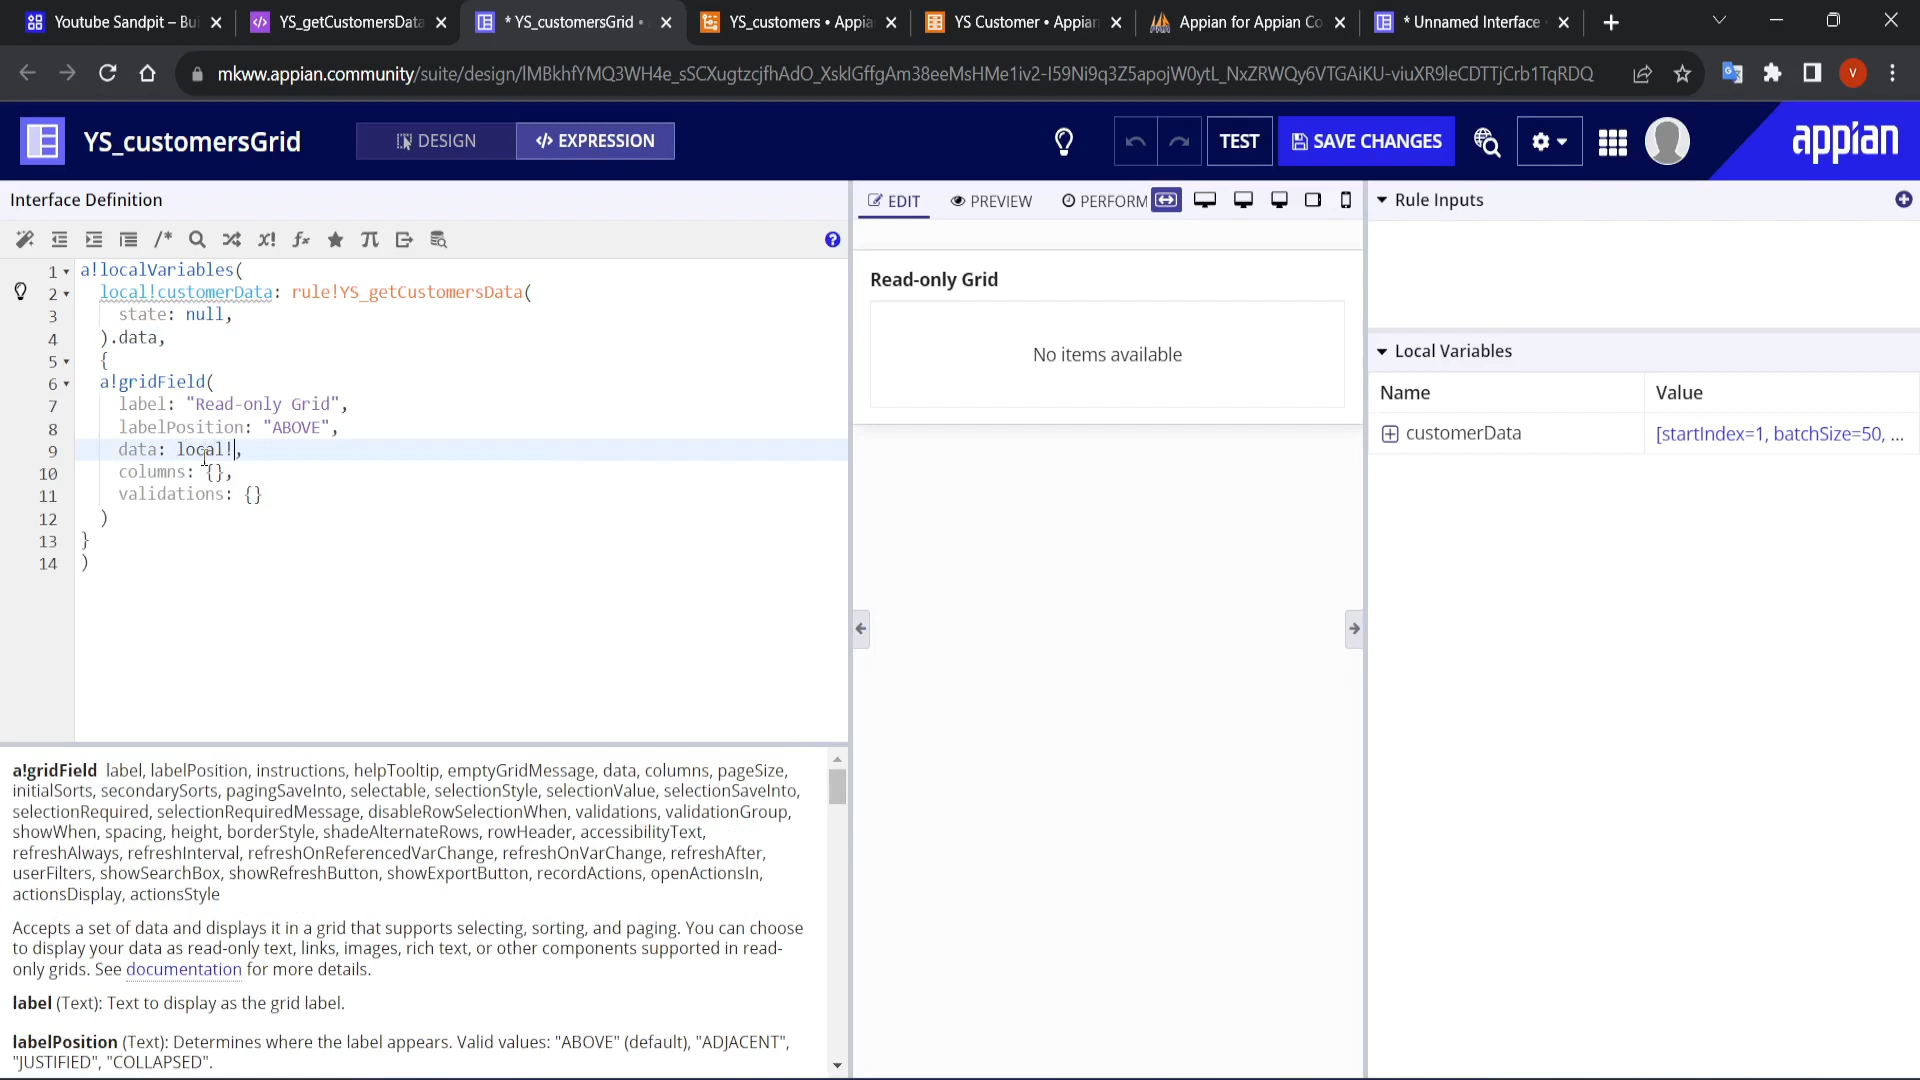 Youtube Sandpit – Bui
YS_getCustomersData
* YS_customersGrid •
YS_customers • Appia
YS Customer • Appian
Appian for Appian Co
* Unnamed Interface
mkww.appian.community/suite/design/
YS_customersGrid
DESIGN
EXPRESSION
TEST
SAVE CHANGES
appian
Interface Definition
EDIT
PREVIEW
PERFORM
Rule Inputs
1 a!localVariables(
2 local!customerData: rule!YS_getCustomersData(
3 state: null,
4 ).data,
5 {
6 a!gridField(
7 label: "Read-only Grid",
8 labelPosition: "ABOVE",
9 data: local!,
10 columns: {},
11 validations: {}
12 )
13 }
14 )
Read-only Grid
No items available
Local Variables
Name Value
customerData [startIndex=1, batchSize=50, ...
a!gridField label, labelPosition, instructions, helpTooltip, emptyGridMessage, data, columns, pageSize,
initialSorts, secondarySorts, pagingSaveInto, selectable, selectionStyle, selectionValue, selectionSaveInto,
selectionRequired, selectionRequiredMessage, disableRowSelectionWhen, validations, validationGroup,
showWhen, spacing, height, borderStyle, shadeAlternateRows, rowHeader, accessibilityText,
refreshAlways, refreshInterval, refreshOnReferencedVarChange, refreshOnVarChange, refreshAfter,
userFilters, showSearchBox, showRefreshButton, showExportButton, recordActions, openActionsIn,
actionsDisplay, actionsStyle
Accepts a set of data and displays it in a grid that supports selecting, sorting, and paging. You can choose
to display your data as read-only text, links, images, rich text, or other components supported in read-
only grids. See documentation for more details.
label (Text): Text to display as the grid label.
labelPosition (Text): Determines where the label appears. Valid values: "ABOVE" (default), "ADJACENT",
"JUSTIFIED", "COLLAPSED".